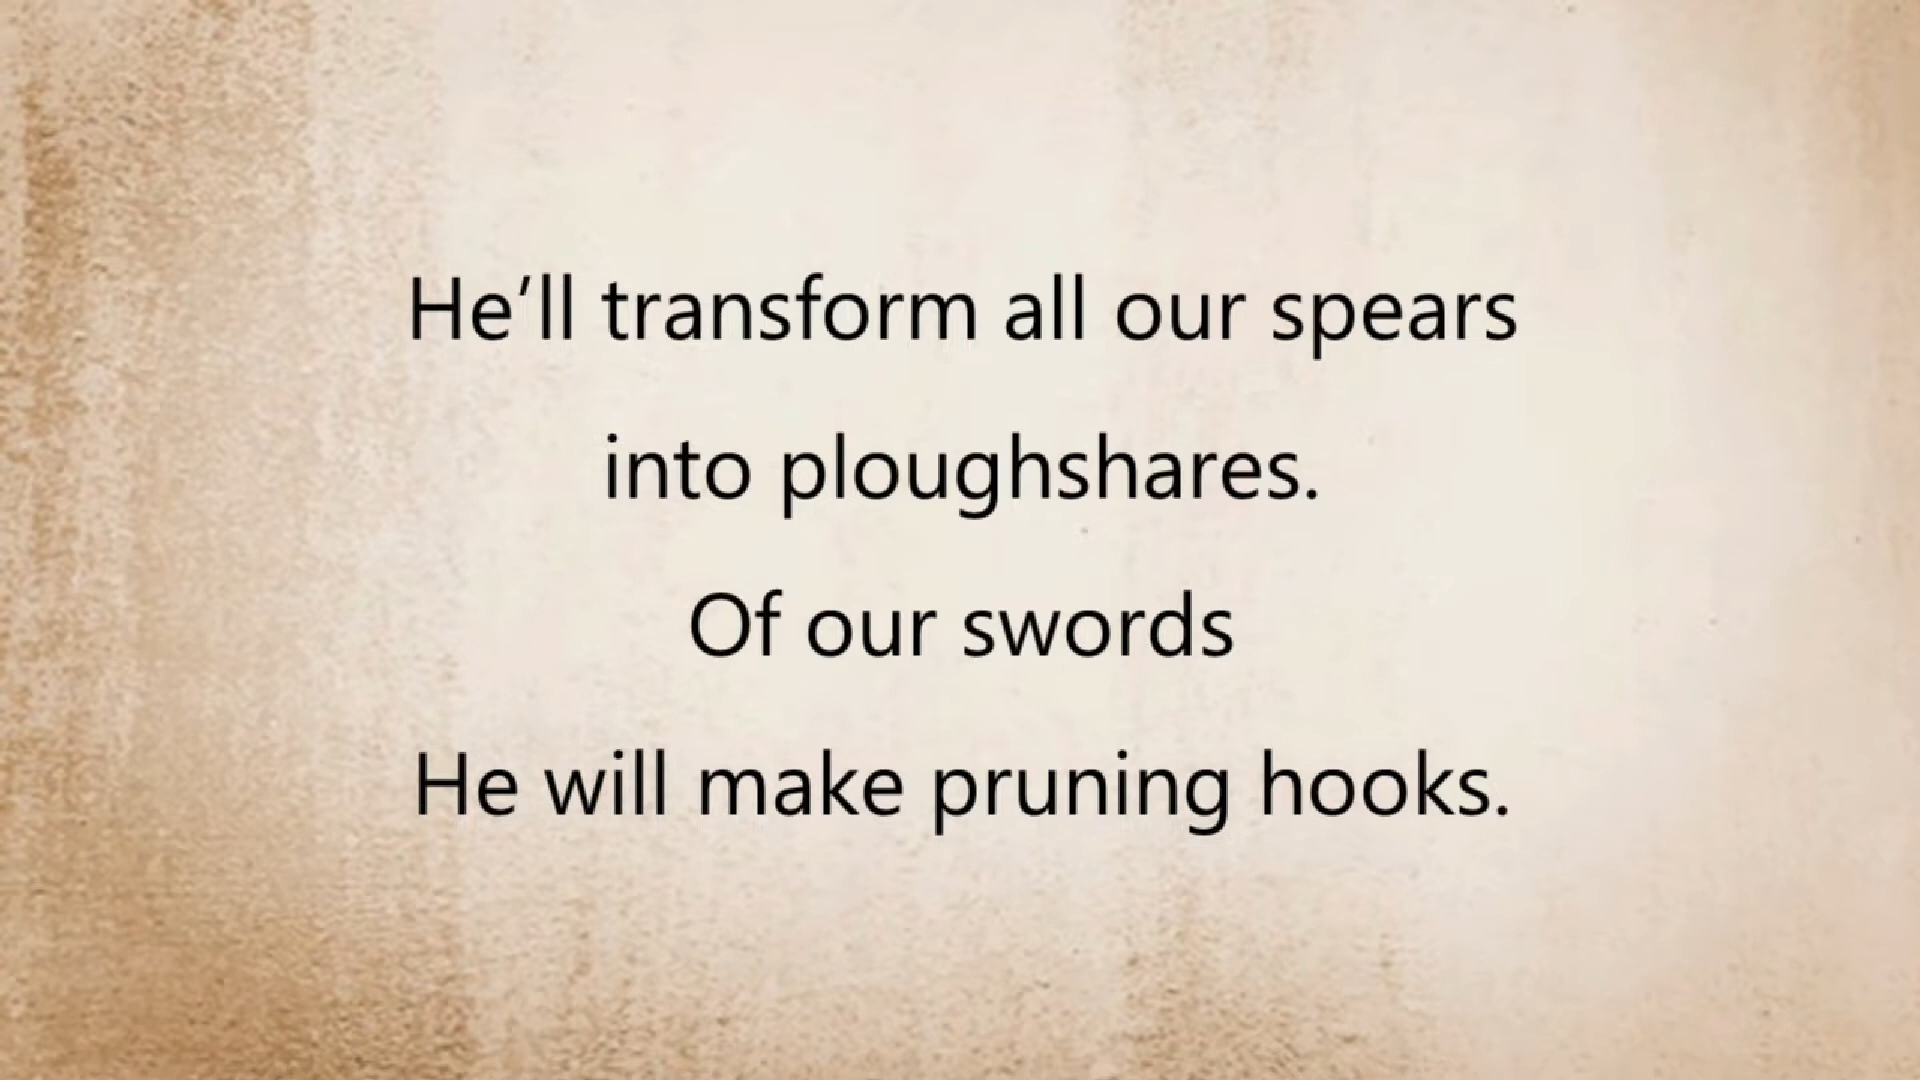 He’ll transform all our spears
into ploughshares.
Of our swords
He will make pruning hooks.